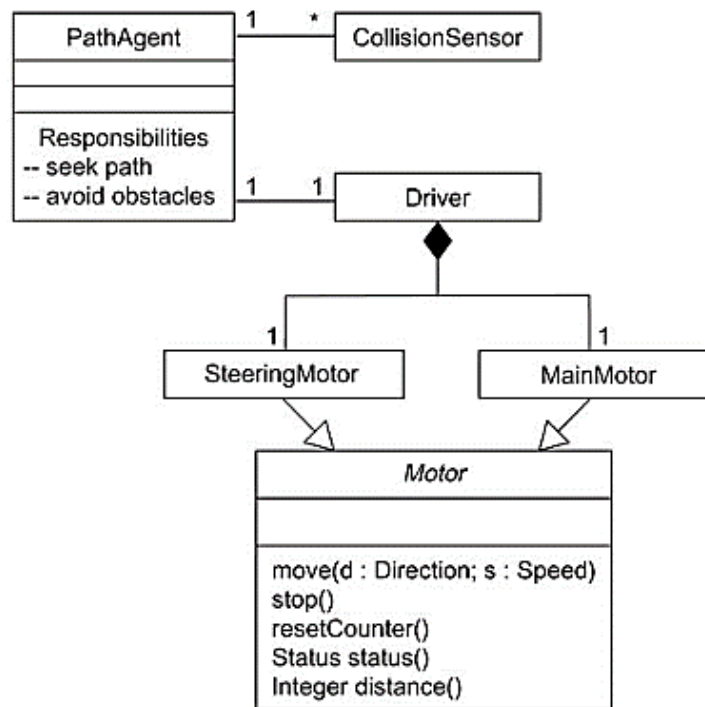 PathAgent
1
*
CollisionSensor
Responsibilities
-- seek path
-- avoid obstacles
1
1
Driver
1
1
SteeringMotor
MainMotor
Motor
move(d : Direction; s : Speed)
stop()
resetCounter()
Status status()
Integer distance()